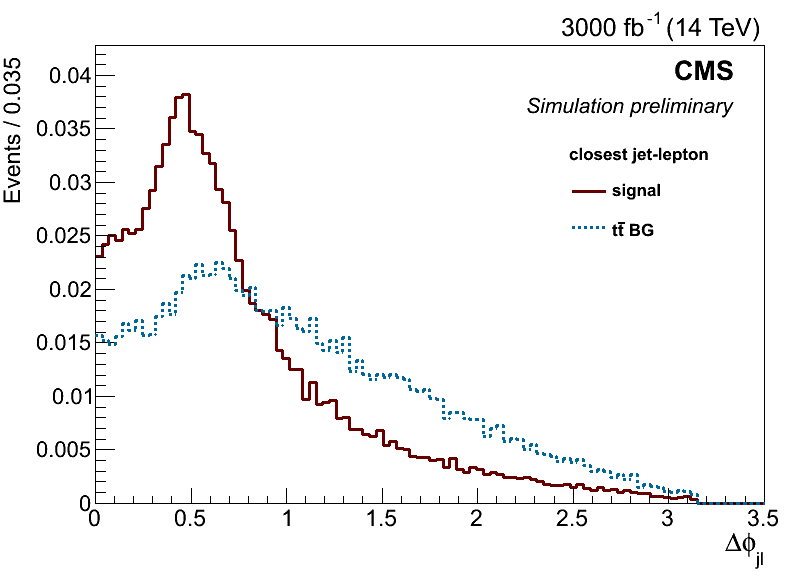 3000 fb⁻¹ (14 TeV)
Events / 0.035
CMS
Simulation preliminary
closest jet-lepton
signal
tt̄ BG
0.04
0.035
0.03
0.025
0.02
0.015
0.01
0.005
0
0 0.5 1 1.5 2 2.5 3 3.5
Δϕjl